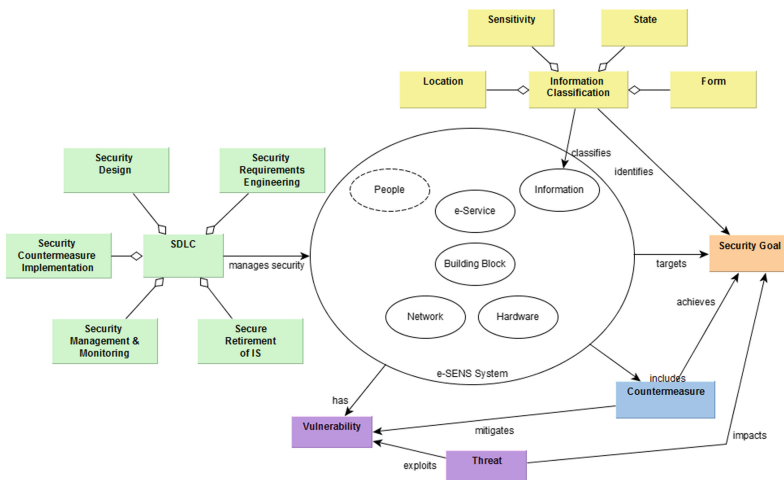 Sensitivity
State
Location
Information
Classification
Form
classifies
identifies
Security
Design
Security
Requirements
Engineering
People
Information
e-Service
Security
Countermeasure
Implementation
SDLC
manages security
Building Block
targets
Security Goal
Network
Hardware
achieves
Security
Management &
Monitoring
Secure
Retirement
of IS
e-SENS System
includes
Countermeasure
has
Vulnerability
mitigates
impacts
exploits
Threat